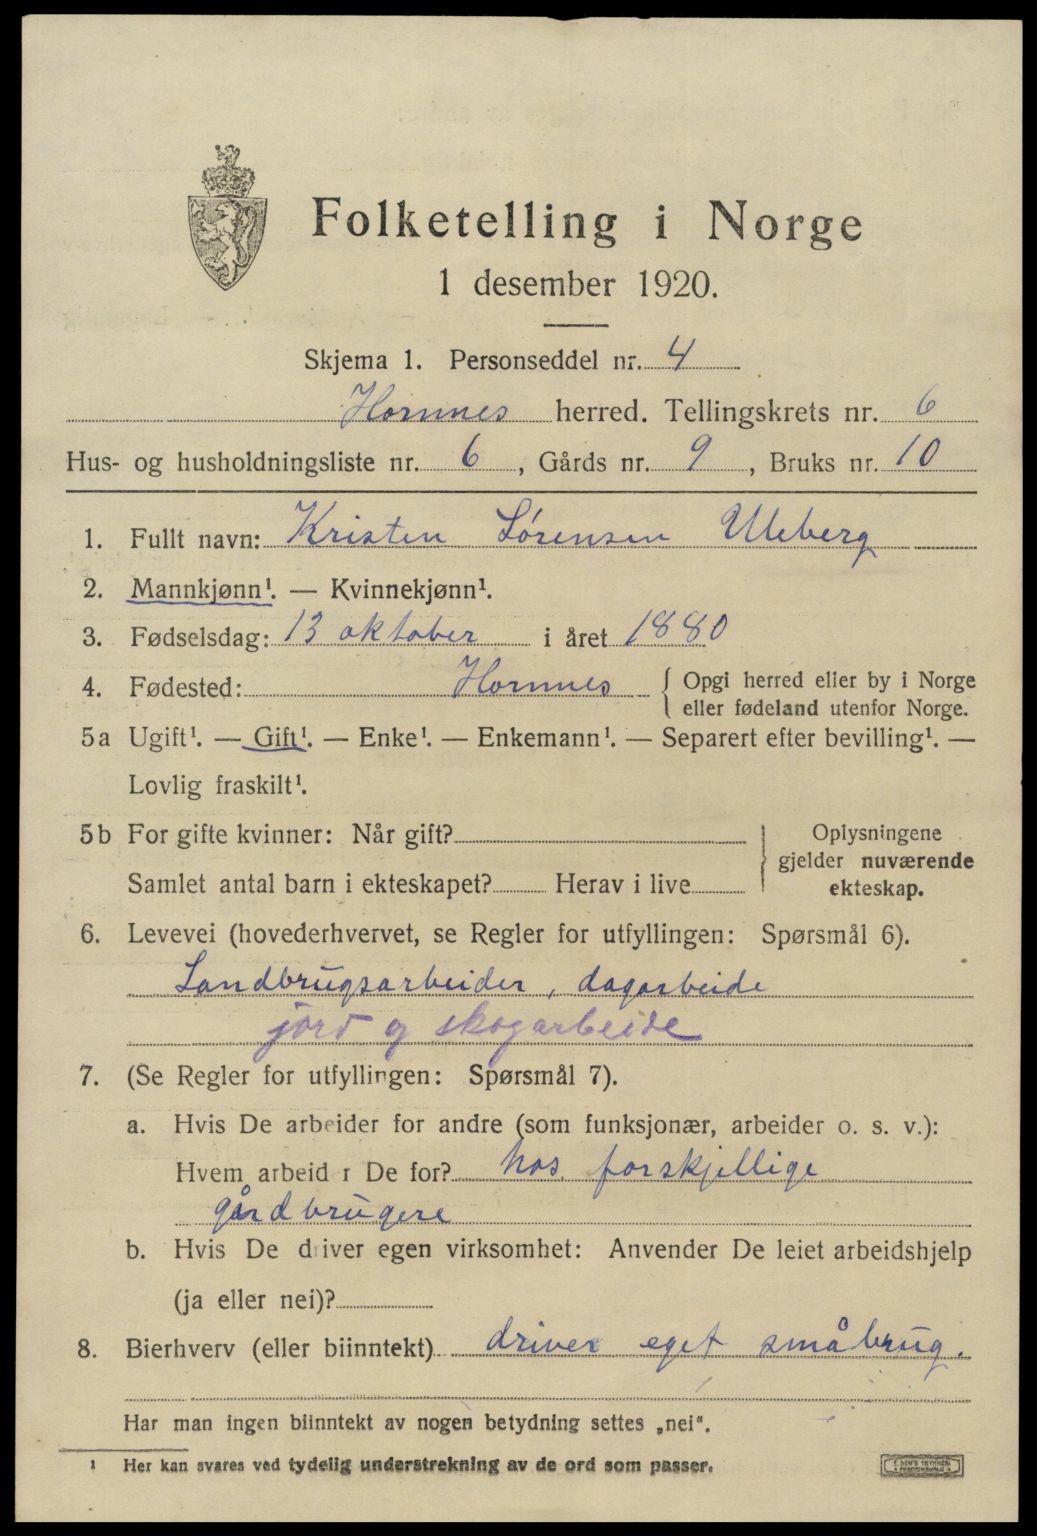 Folketelling i Norge
1 desember 1920.
Skjema 1. Personseddel nr. 4
Hornnes herred. Tellingskrets nr. 6
Hus- og husholdningsliste nr. 6, Gårds nr. 9, Bruks nr. 10
1. Fullt navn: Kristen Sørensen Uleberg
2. Mannkjønn¹. — Kvinnekjønn¹.
3. Fødselsdag: 13 oktober i året 1880
4. Fødested: Hornnes { Opgi herred eller by i Norge
eller fødeland utenfor Norge.
5a Ugift¹. — Gift¹. — Enke¹. — Enkemann¹. — Separert efter bevilling¹. —
Lovlig fraskilt¹.
5b For gifte kvinner: Når gift? } Oplysningene
gjelder nuværende
Samlet antal barn i ekteskapet? Herav i live
ekteskap.
6. Levevei (hovederhvervet, se Regler for utfyllingen: Spørsmål 6).
Landbrugsarbeider, dagarbeide
jord og skogarbeide
7. (Se Regler for utfyllingen: Spørsmål 7).
a. Hvis De arbeider for andre (som funksjonær, arbeider o. s. v.):
Hvem arbeid r De for? hos forskjellige
gårdbrugere
b. Hvis De driver egen virksomhet: Anvender De leiet arbeidshjelp
(ja eller nei)?
8. Bierhverv (eller biinntekt) driver eget småbrug.
Har man ingen biinntekt av nogen betydning settes „nei“.
¹ Her kan svares ved tydelig understrekning av de ord som passer.